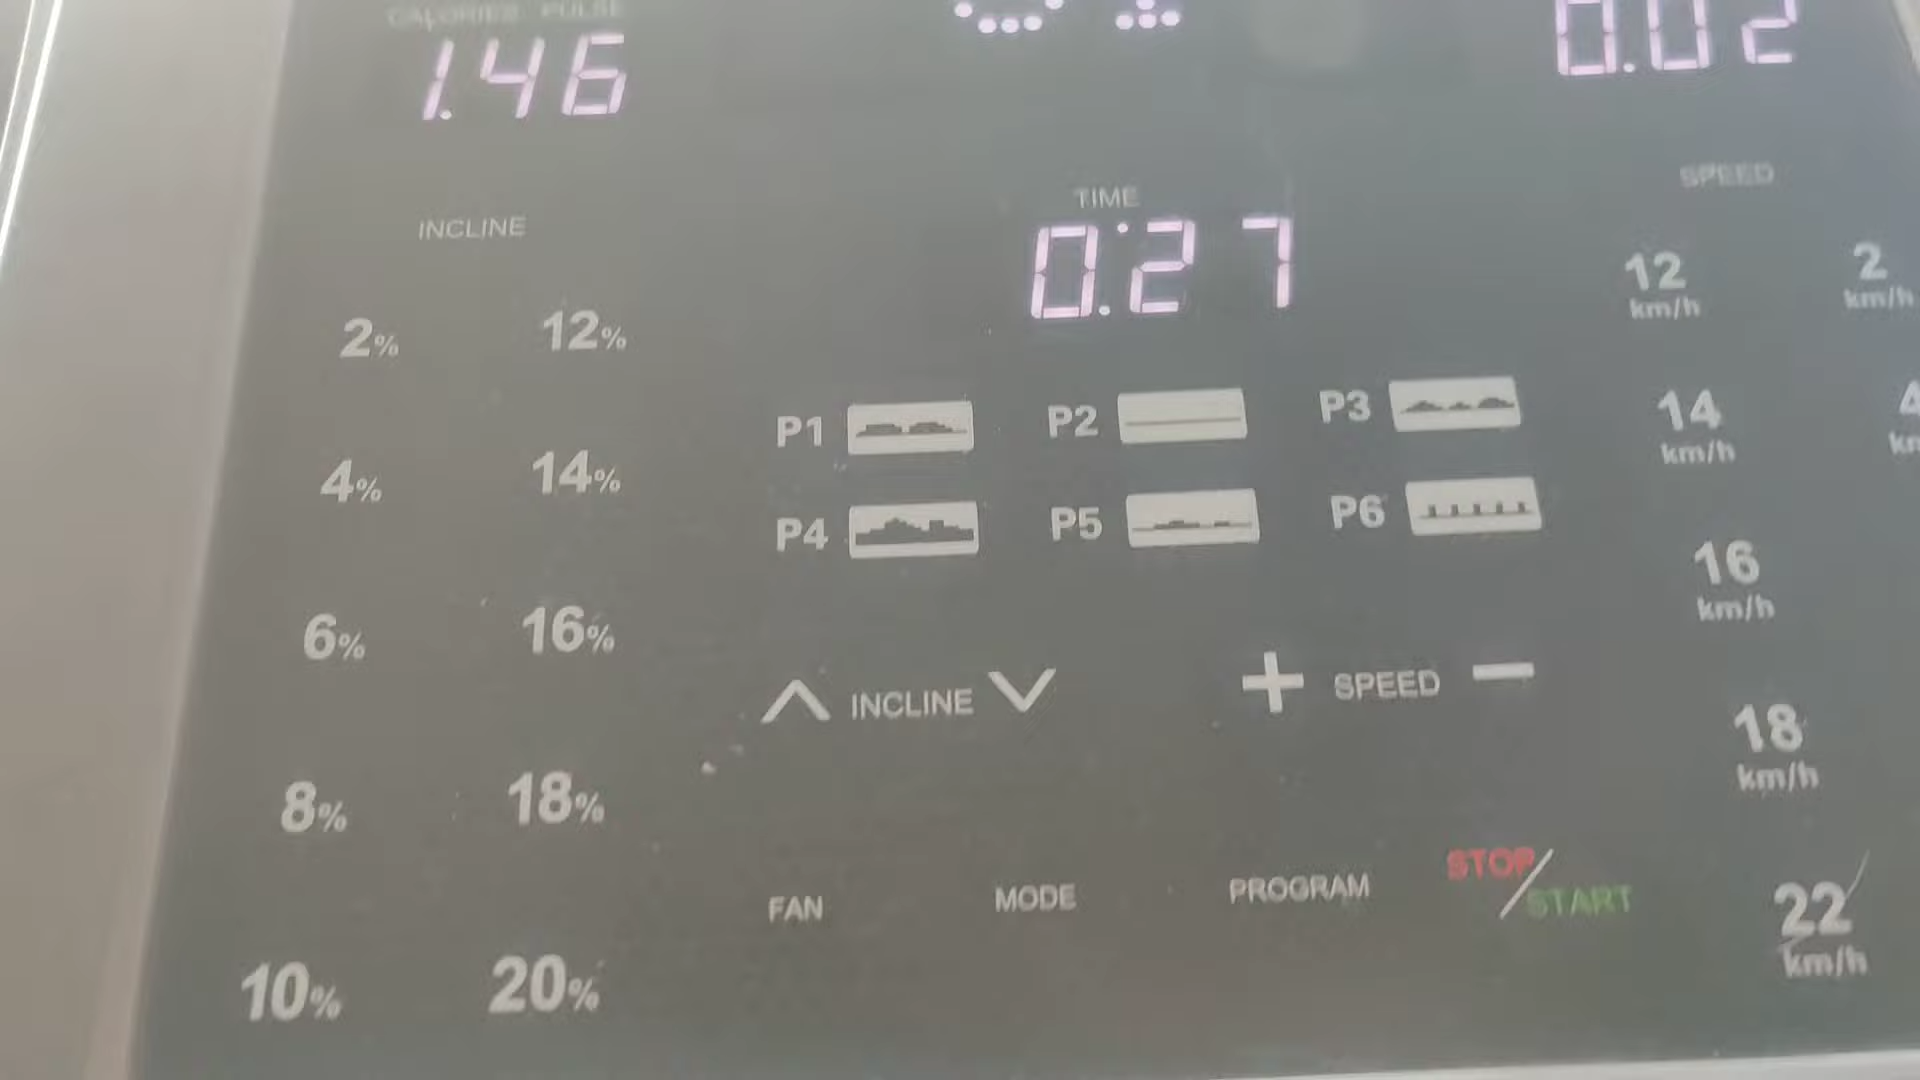 CALORIES PULSE
1.46
0.02
TIME
0:27
INCLINE
2% 12%
4% 14%
6% 16%
8% 18%
10% 20%
P1 P2 P3
P4 P5 P6
INCLINE
+ SPEED -
FAN MODE PROGRAM STOP/START
SPEED
12 km/h
2 km/h
14 km/h
16 km/h
18 km/h
22 km/h